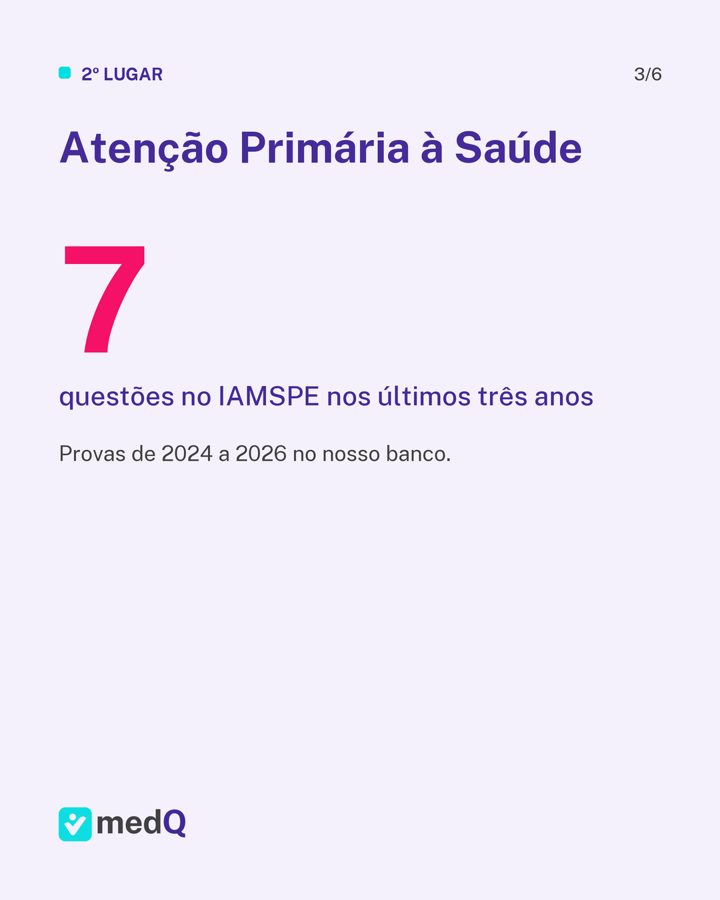 2º LUGAR
3/6
Atenção Primária à Saúde
7
questões no IAMSPE nos últimos três anos
Provas de 2024 a 2026 no nosso banco.
medQ